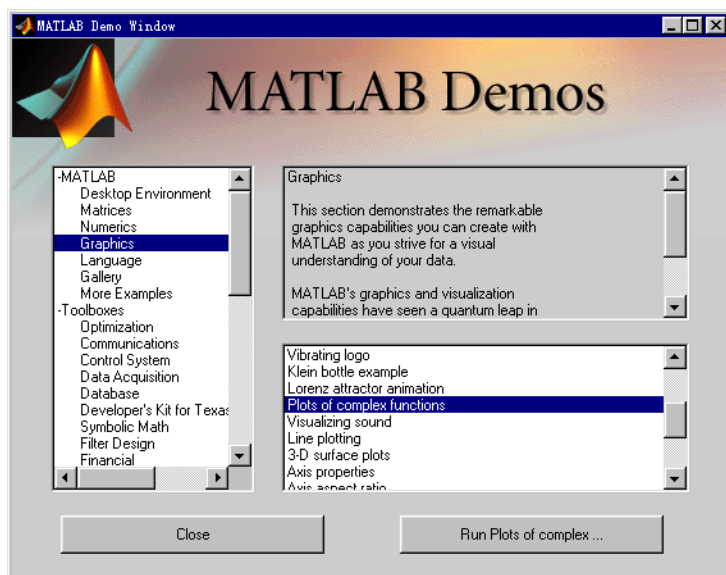 MATLAB Demo Window
MATLAB Demos
-MATLAB
Desktop Environment
Matrices
Numerics
Graphics
Language
Gallery
More Examples
-Toolboxes
Optimization
Communications
Control System
Data Acquisition
Database
Developer's Kit for Texas
Symbolic Math
Filter Design
Financial
Graphics
This section demonstrates the remarkable
graphics capabilities you can create with
MATLAB as you strive for a visual
understanding of your data.
MATLAB's graphics and visualization
capabilities have seen a quantum leap in
Vibrating logo
Klein bottle example
Lorenz attractor animation
Plots of complex functions
Visualizing sound
Line plotting
3-D surface plots
Axis properties
Axis aspect ratio
Close
Run Plots of complex ...